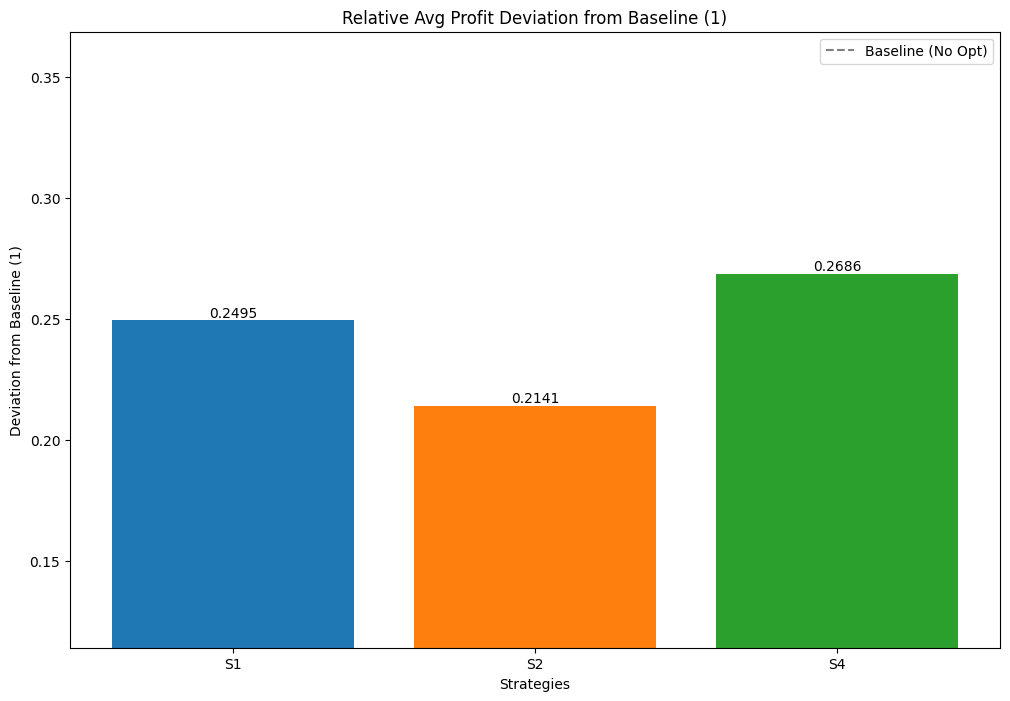 Relative Avg Profit Deviation from Baseline (1)
Baseline (No Opt)
0.35
0.30
0.25
0.20
0.15
Deviation from Baseline (1)
0.2495
0.2141
0.2686
S1
S2
S4
Strategies